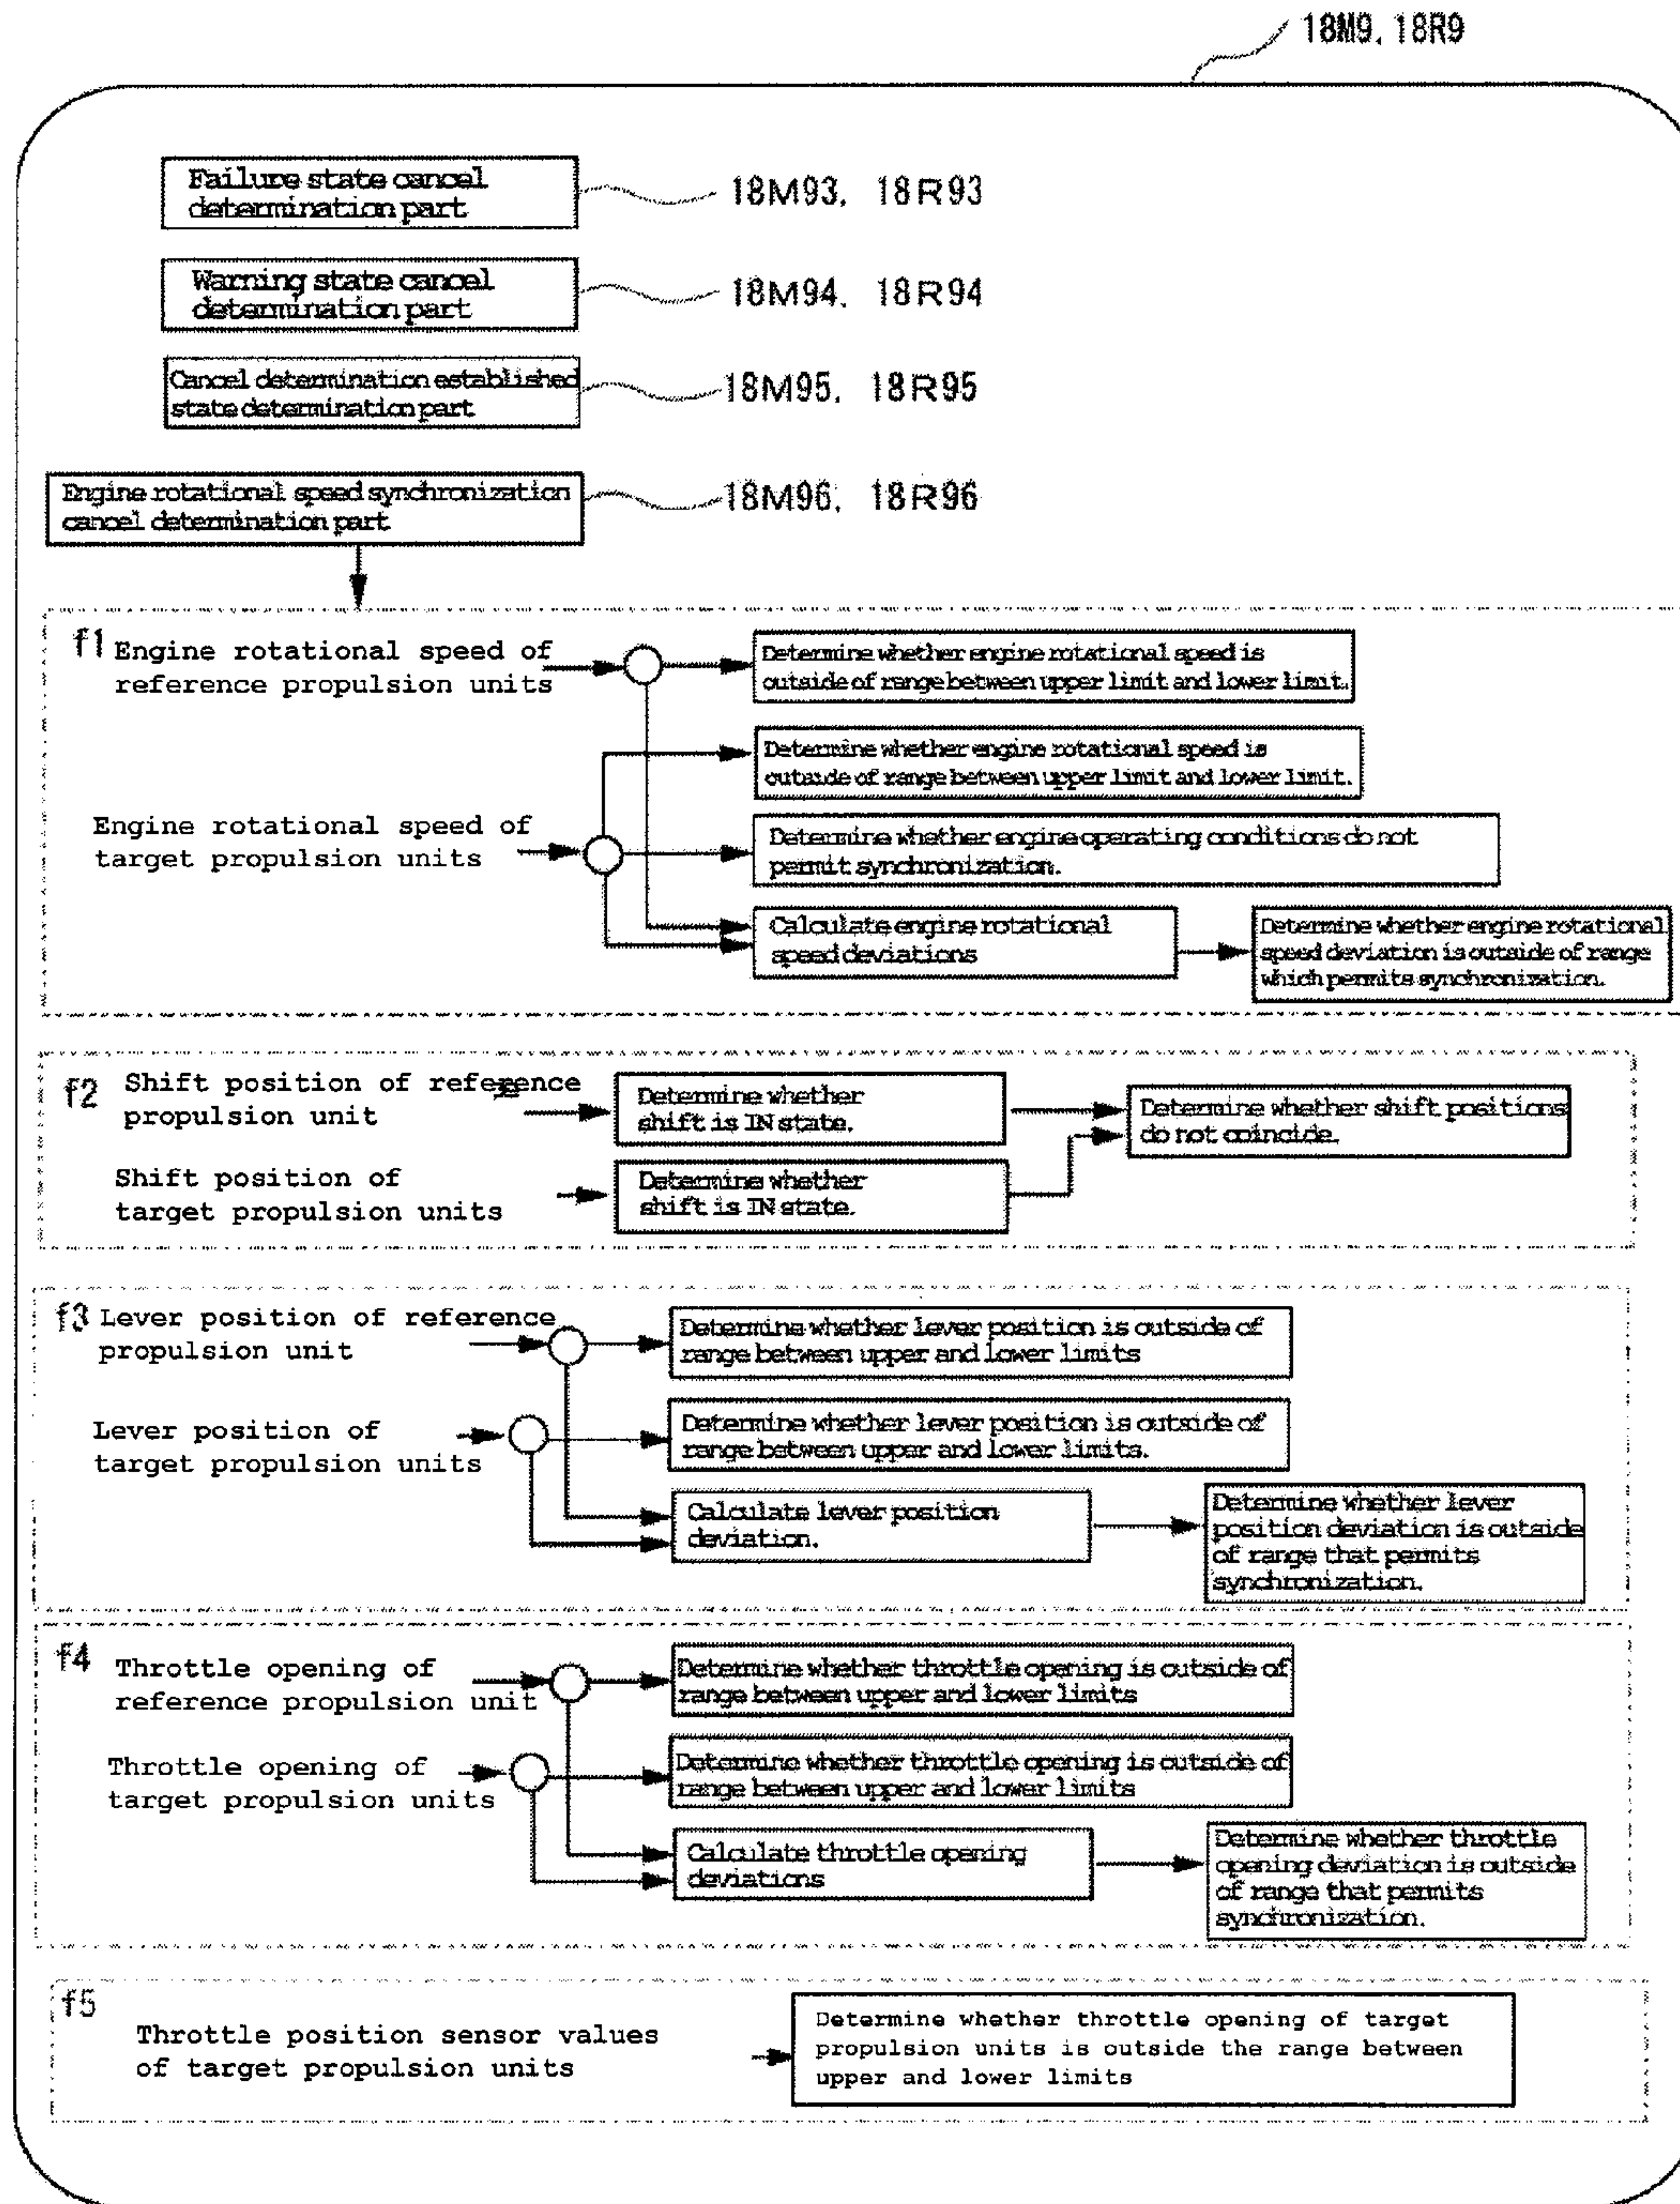 18M9, 18R9
Failure state cancel
determination part
18M93, 18R93
Warning state cancel
determination part
18M94, 18R94
Cancel determination established
state determination part
18M95, 18R95
Engine rotational speed synchronization
cancel determination part
18M96, 18R96
f1
Engine rotational speed of
reference propulsion units
Determine whether engine rotational speed is
outside of range between upper limit and lower limit.
Determine whether engine rotational speed is
outside of range between upper limit and lower limit.
Engine rotational speed of
target propulsion units
Determine whether engine operating conditions do not
permit synchronization.
Calculate engine rotational
speed deviations
Determine whether engine rotational
speed deviation is outside of range
which permits synchronization.
f2
Shift position of reference
propulsion unit
Determine whether
shift is IN state.
Determine whether shift positions
do not coincide.
Shift position of
target propulsion units
Determine whether
shift is IN state.
f3
Lever position of reference
propulsion unit
Determine whether lever position is outside of
range between upper and lower limits
Lever position of
target propulsion units
Determine whether lever position is outside of
range between upper and lower limits.
Calculate lever position
deviation.
Determine whether lever
position deviation is outside
of range that permits
synchronization.
f4
Throttle opening of
reference propulsion unit
Determine whether throttle opening is outside of
range between upper and lower limits
Throttle opening of
target propulsion units
Determine whether throttle opening is outside of
range between upper and lower limits
Calculate throttle opening
deviations
Determine whether throttle
opening deviation is outside
of range that permits
synchronization.
f5
Throttle position sensor values
of target propulsion units
Determine whether throttle opening of target
propulsion units is outside the range between
upper and lower limits